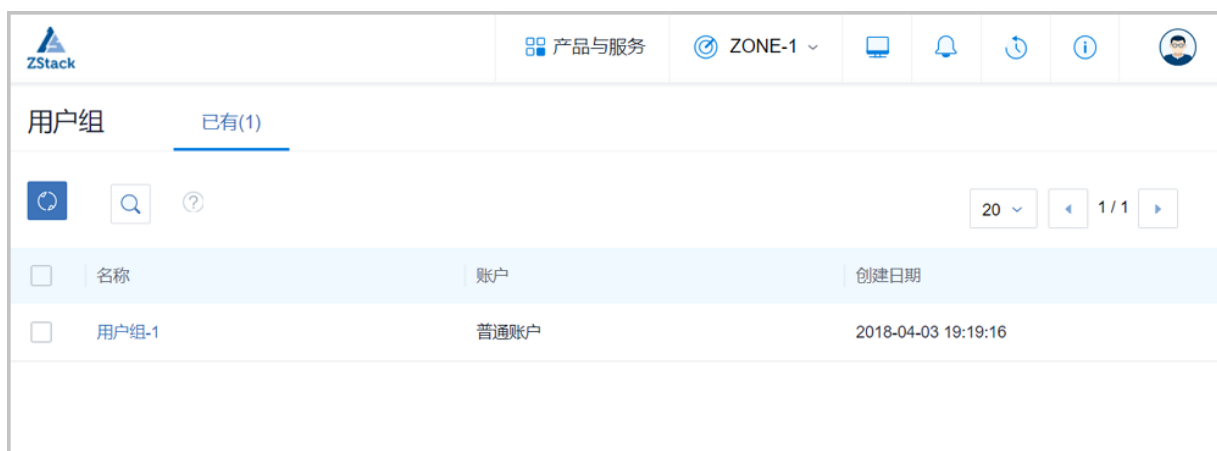 ZStack 产品与服务 ZONE-1
用户组 已有(1)
20 1 / 1
名称 账户 创建日期
用户组-1 普通账户 2018-04-03 19:19:16